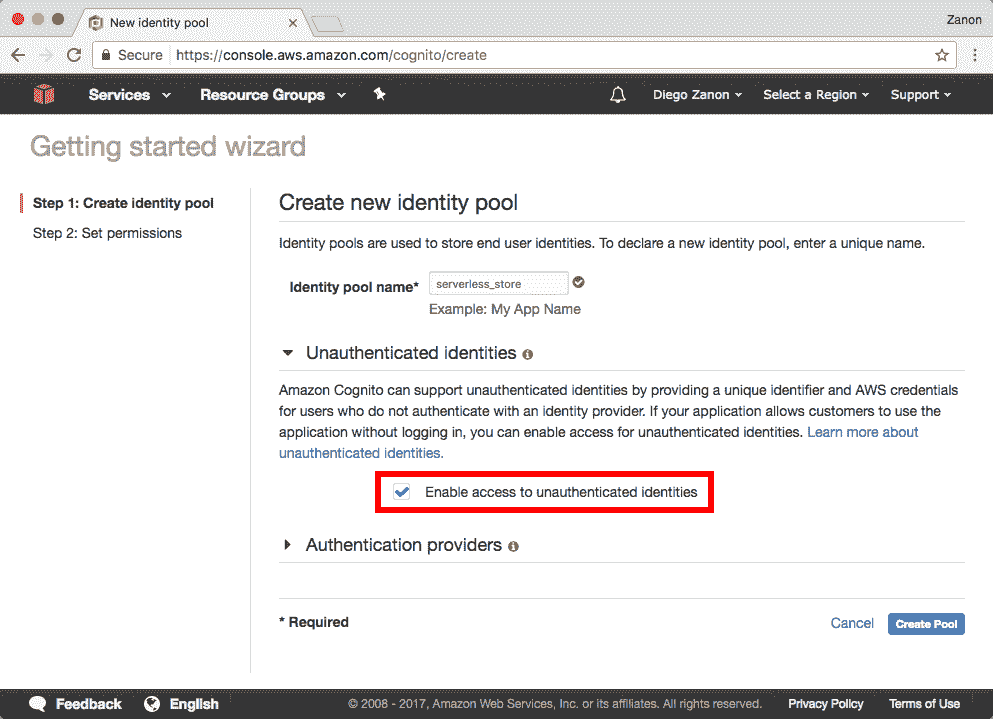 New identity pool
Zanon
Secure https://console.aws.amazon.com/cognito/create
Services Resource Groups Diego Zanon Select a Region Support
Getting started wizard
Step 1: Create identity pool
Step 2: Set permissions
Create new identity pool
Identity pools are used to store end user identities. To declare a new identity pool, enter a unique name.
Identity pool name* serverless_store
Example: My App Name
Unauthenticated identities
Amazon Cognito can support unauthenticated identities by providing a unique identifier and AWS credentials
for users who do not authenticate with an identity provider. If your application allows customers to use the
application without logging in, you can enable access for unauthenticated identities. Learn more about
unauthenticated identities.
Enable access to unauthenticated identities
Authentication providers
* Required
Cancel Create Pool
Feedback English © 2008 - 2017, Amazon Web Services, Inc. or its affiliates. All rights reserved. Privacy Policy Terms of Use